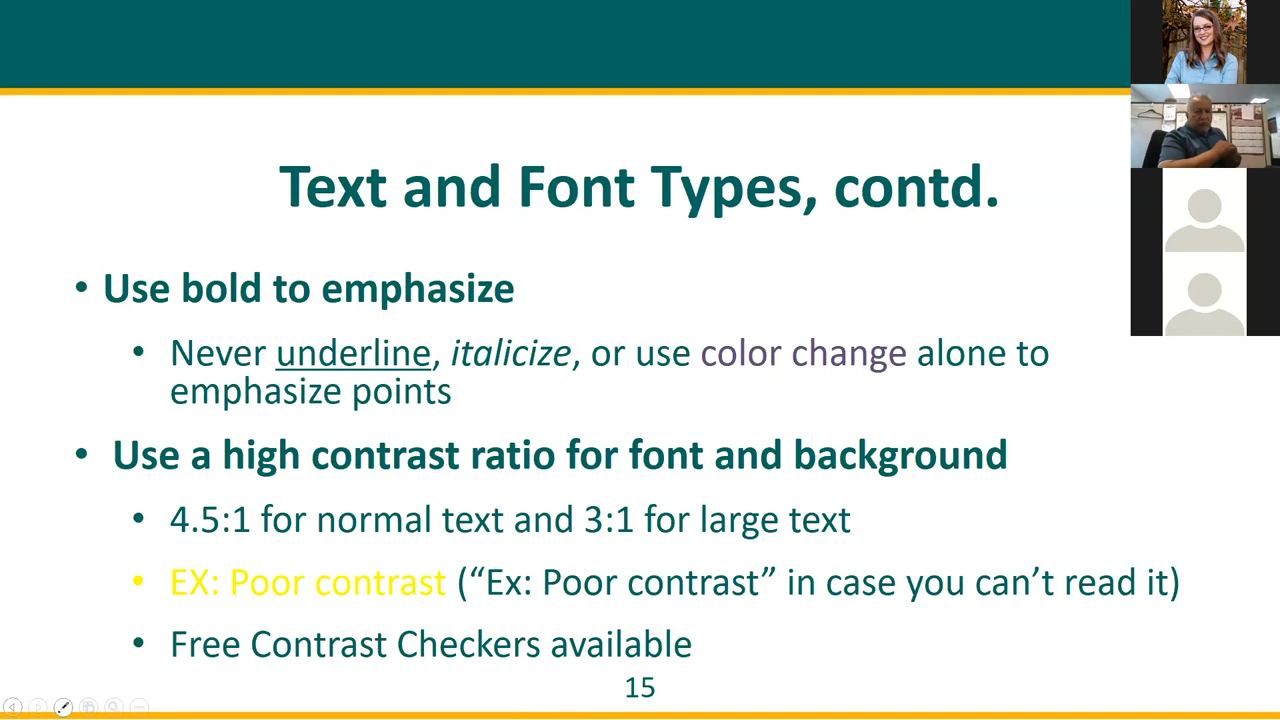 Text and Font Types, contd.
• Use bold to emphasize
• Never underline, italicize, or use color change alone to
emphasize points
• Use a high contrast ratio for font and background
• 4.5:1 for normal text and 3:1 for large text
• EX: Poor contrast (“Ex: Poor contrast” in case you can’t read it)
• Free Contrast Checkers available
15